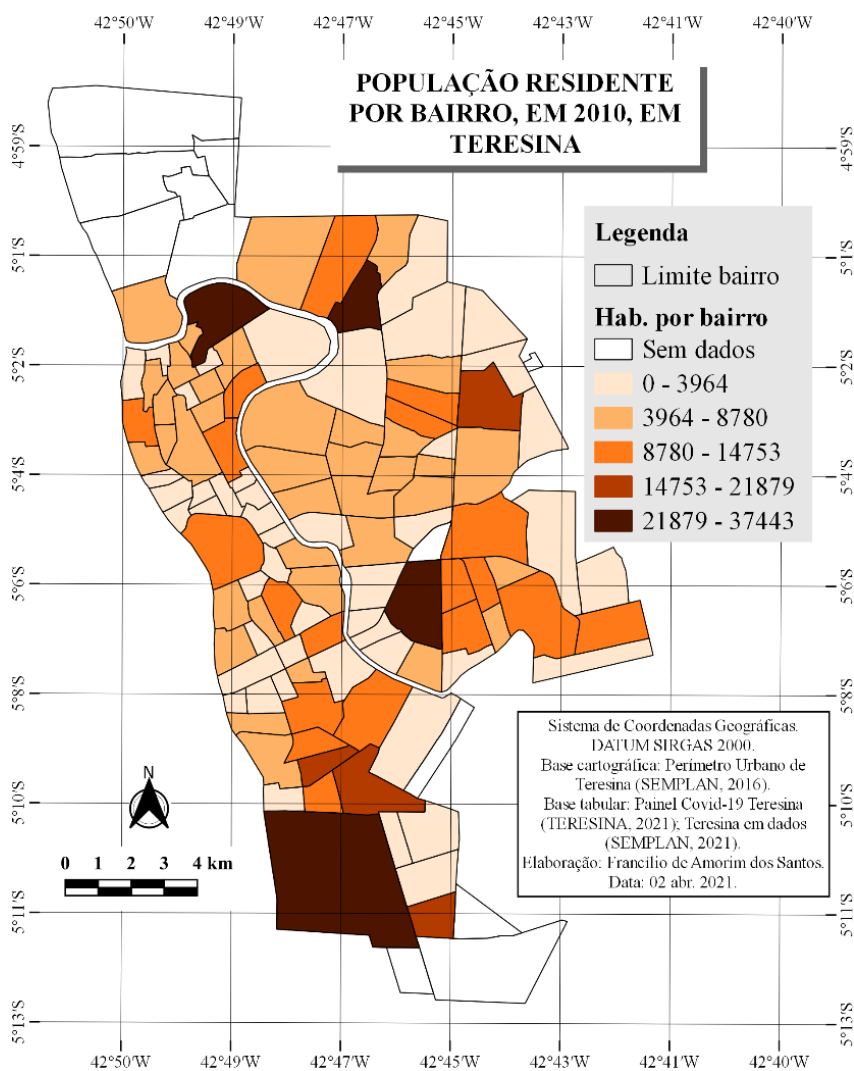 42°50'W 42°49'W 42°47'W 42°45'W 42°43'W 42°41'W 42°40'W
POPULAÇÃO RESIDENTE
POR BAIRRO, EM 2010, EM
TERESINA
4°59'S 4°59'S
5°1'S 5°1'S
Legenda
Limite bairro
Hab. por bairro
Sem dados
0 - 3964
3964 - 8780
8780 - 14753
14753 - 21879
21879 - 37443
5°2'S 5°2'S
5°4'S 5°4'S
5°6'S 5°6'S
5°8'S 5°8'S
Sistema de Coordenadas Geográficas.
DATUM SIRGAS 2000.
Base cartográfica: Perímetro Urbano de
Teresina (SEMPLAN, 2016).
Base tabular: Painel Covid-19 Teresina
(TERESINA, 2021); Teresina em dados
(SEMPLAN, 2021).
Elaboração: Francílio de Amorim dos Santos.
Data: 02 abr. 2021.
N
5°10'S 5°10'S
0 1 2 3 4 km
5°11'S 5°11'S
5°13'S 5°13'S
42°50'W 42°49'W 42°47'W 42°45'W 42°43'W 42°41'W 42°40'W